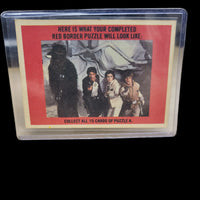 HERE IS WHAT YOUR COMPLETED
RED BORDER PUZZLE WILL LOOK LIKE:
COLLECT ALL 15 CARDS OF PUZZLE A.